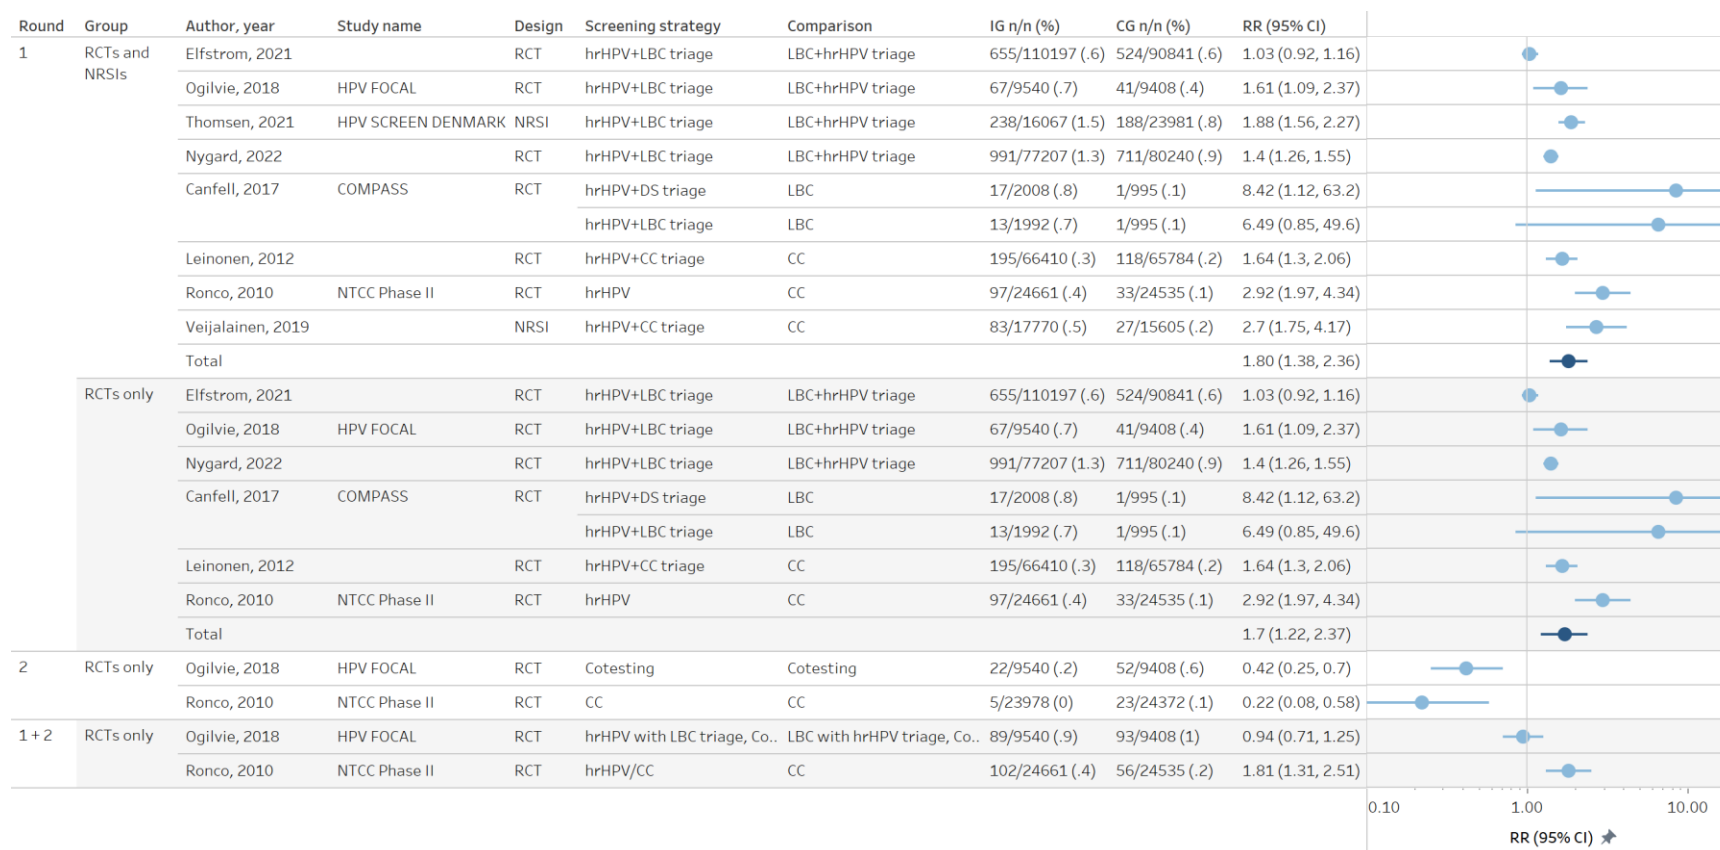 Round Group Author, year Study name Design Screening strategy Comparison IG n/n (%) CG n/n (%) RR (95% CI)
1 RCTs and Elfstrom, 2021 RCT hrHPV+LBC triage LBC+hrHPV triage 655/110197 (.6) 524/90841 (.6) 1.03 (0.92, 1.16)
NRSIs
Ogilvie, 2018 HPV FOCAL RCT hrHPV+LBC triage LBC+hrHPV triage 67/9540 (.7) 41/9408 (.4) 1.61 (1.09, 2.37)
Thomsen, 2021 HPV SCREEN DENMARK NRSI hrHPV+LBC triage LBC+hrHPV triage 238/16067 (1.5) 188/23981 (.8) 1.88 (1.56, 2.27)
Nygard, 2022 RCT hrHPV+LBC triage LBC+hrHPV triage 991/77207 (1.3) 711/80240 (.9) 1.4 (1.26, 1.55)
Canfell, 2017 COMPASS RCT hrHPV+DS triage LBC 17/2008 (.8) 1/995 (.1) 8.42 (1.12, 63.2)
hrHPV+LBC triage LBC 13/1992 (.7) 1/995 (.1) 6.49 (0.85, 49.6)
Leinonen, 2012 RCT hrHPV+CC triage CC 195/66410 (.3) 118/65784 (.2) 1.64 (1.3, 2.06)
Ronco, 2010 NTCC Phase II RCT hrHPV CC 97/24661 (.4) 33/24535 (.1) 2.92 (1.97, 4.34)
Veijalainen, 2019 NRSI hrHPV+CC triage CC 83/17770 (.5) 27/15605 (.2) 2.7 (1.75, 4.17)
Total 1.80 (1.38, 2.36)
RCTs only Elfstrom, 2021 RCT hrHPV+LBC triage LBC+hrHPV triage 655/110197 (.6) 524/90841 (.6) 1.03 (0.92, 1.16)
Ogilvie, 2018 HPV FOCAL RCT hrHPV+LBC triage LBC+hrHPV triage 67/9540 (.7) 41/9408 (.4) 1.61 (1.09, 2.37)
Nygard, 2022 RCT hrHPV+LBC triage LBC+hrHPV triage 991/77207 (1.3) 711/80240 (.9) 1.4 (1.26, 1.55)
Canfell, 2017 COMPASS RCT hrHPV+DS triage LBC 17/2008 (.8) 1/995 (.1) 8.42 (1.12, 63.2)
hrHPV+LBC triage LBC 13/1992 (.7) 1/995 (.1) 6.49 (0.85, 49.6)
Leinonen, 2012 RCT hrHPV+CC triage CC 195/66410 (.3) 118/65784 (.2) 1.64 (1.3, 2.06)
Ronco, 2010 NTCC Phase II RCT hrHPV CC 97/24661 (.4) 33/24535 (.1) 2.92 (1.97, 4.34)
Total 1.7 (1.22, 2.37)
2 RCTs only Ogilvie, 2018 HPV FOCAL RCT Cotesting Cotesting 22/9540 (.2) 52/9408 (.6) 0.42 (0.25, 0.7)
Ronco, 2010 NTCC Phase II RCT CC CC 5/23978 (0) 23/24372 (.1) 0.22 (0.08, 0.58)
1 + 2 RCTs only Ogilvie, 2018 HPV FOCAL RCT hrHPV with LBC triage, Co.. LBC with hrHPV triage, Co.. 89/9540 (.9) 93/9408 (1) 0.94 (0.71, 1.25)
Ronco, 2010 NTCC Phase II RCT hrHPV/CC CC 102/24661 (.4) 56/24535 (.2) 1.81 (1.31, 2.51)
0.10 1.00 10.00
RR (95% CI)